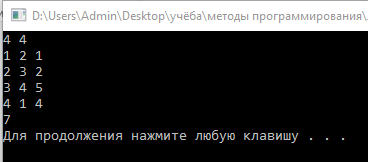 D:\Users\Admin\Desktop\учёба\методы программирования\
4 4
1 2 1
2 3 2
3 4 5
4 1 4
7
Для продолжения нажмите любую клавишу . . .